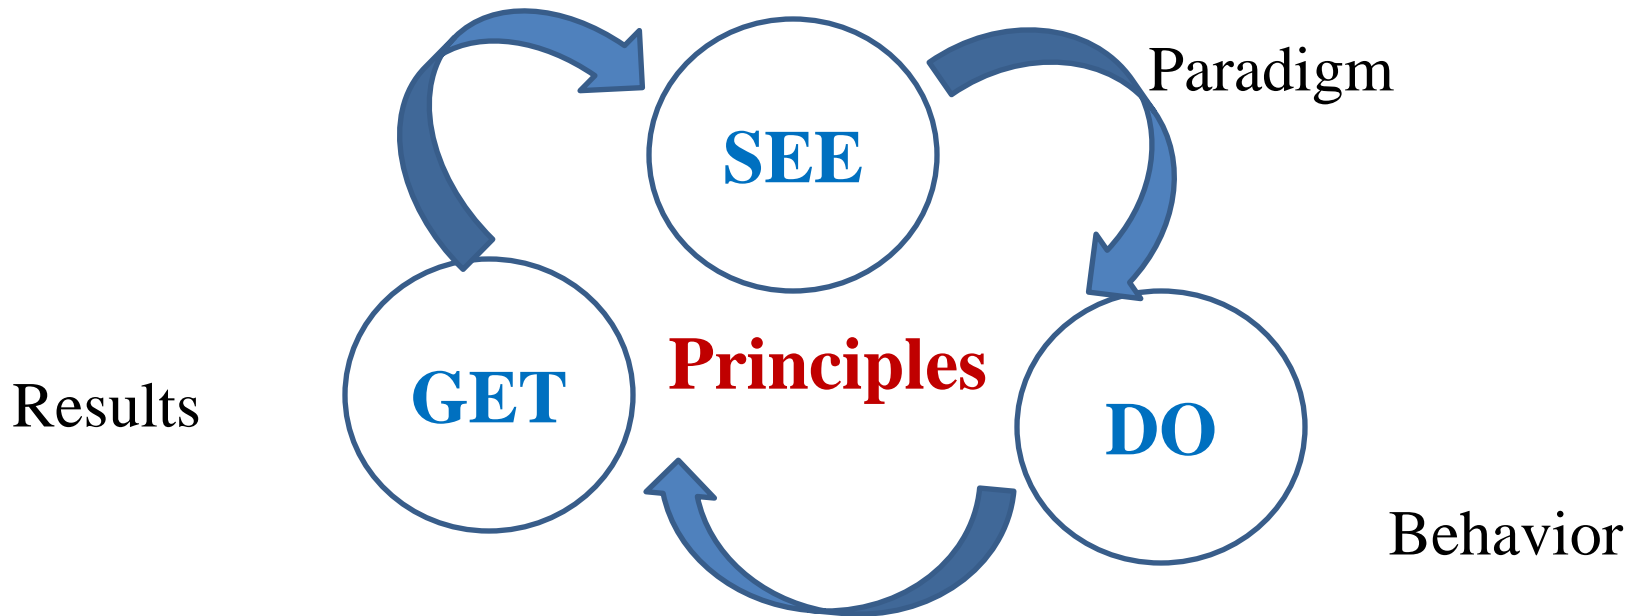 Paradigm
SEE
Principles
GET
Results
DO
Behavior